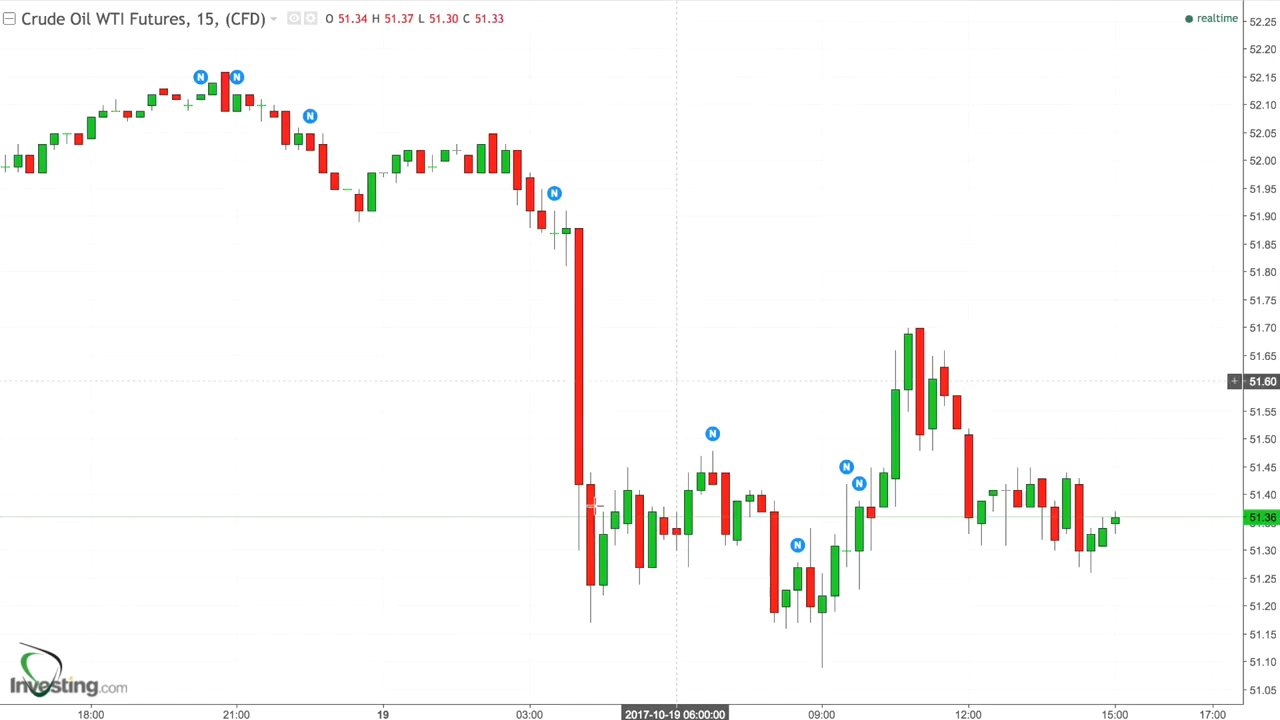 Crude Oil WTI Futures, 15, (CFD) O 51.34 H 51.37 L 51.30 C 51.33
realtime
52.25
52.20
N N
52.15
52.10
N
52.05
52.00
N
51.95
51.90
51.85
51.80
51.75
51.70
51.65
+ 51.60
51.55
51.50
N
51.45
N
N
51.40
51.36
51.30
N
51.25
51.20
51.15
51.10
51.05
Investing.com
18:00 21:00 19 03:00 2017-10-19 06:00:00 09:00 12:00 15:00 17:00